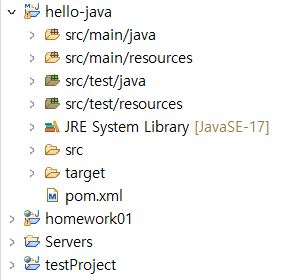 hello-java
src/main/java
src/main/resources
src/test/java
src/test/resources
JRE System Library [JavaSE-17]
src
target
pom.xml
homework01
Servers
testProject